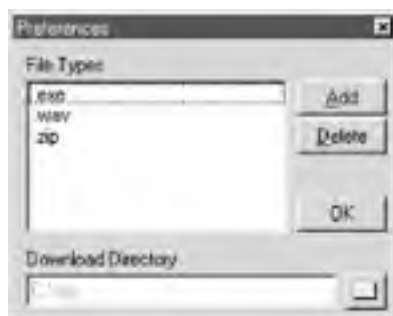 Preferences
File Types
.exe
.wav
.zip
Add
Delete
OK
Download Directory